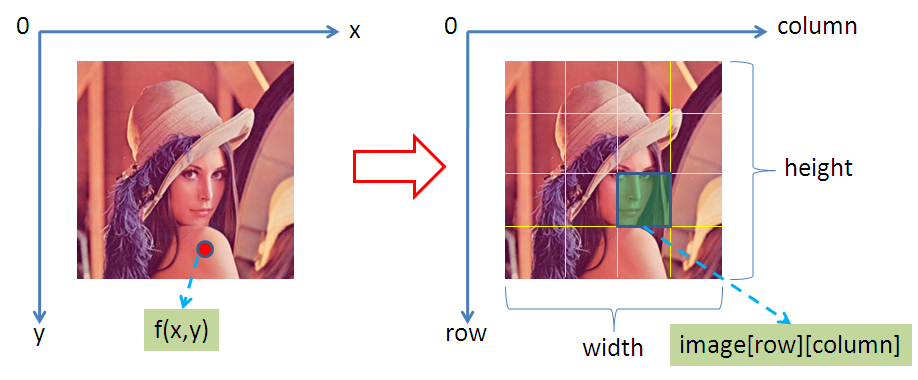 0
x
y
f(x,y)
0
column
height
row
width
image[row][column]